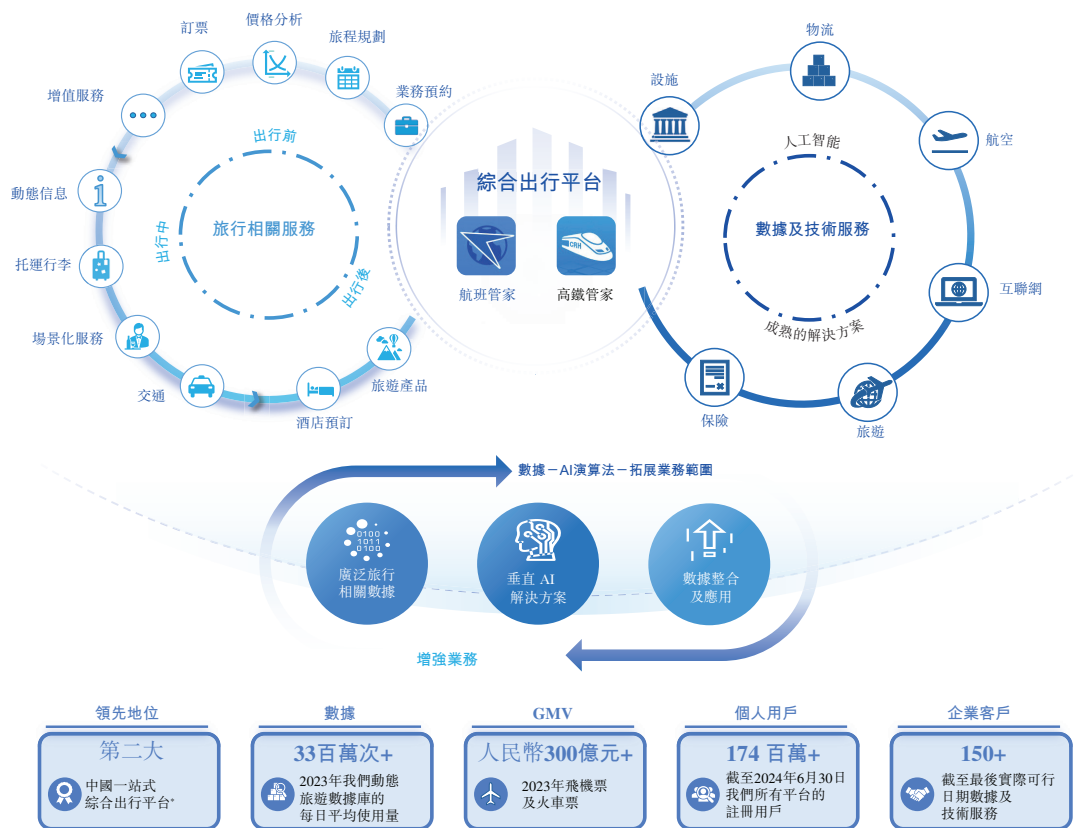 訂票
價格分析
旅程規劃
業務預約
增值服務
動態信息
托運行李
場景化服務
交通
酒店預訂
旅遊產品
出行前
出行中
出行後
旅行相關服務
綜合出行平台
航班管家
CRH
高鐵管家
設施
物流
航空
互聯網
旅遊
保險
人工智能
數據及技術服務
成熟的解決方案
數據－AI演算法－拓展業務範圍
0100
1011
0100
廣泛旅行
相關數據
垂直 AI
解決方案
數據整合
及應用
增強業務
領先地位
第二大
中國一站式
綜合出行平台*
數據
33百萬次+
2023年我們動態
旅遊數據庫的
每日平均使用量
GMV
人民幣300億元+
2023年飛機票
及火車票
個人用戶
174 百萬+
截至2024年6月30日
我們所有平台的
註冊用戶
企業客戶
150+
截至最後實際可行
日期數據及
技術服務